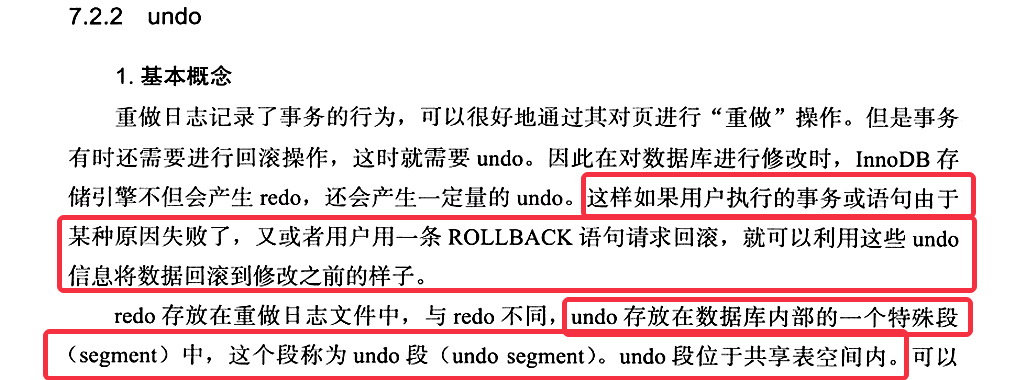 7.2.2 undo
1. 基本概念
重做日志记录了事务的行为，可以很好地通过其对页进行“重做”操作。但是事务
有时还需要进行回滚操作，这时就需要 undo。因此在对数据库进行修改时，InnoDB 存
储引擎不但会产生 redo，还会产生一定量的 undo。这样如果用户执行的事务或语句由于
某种原因失败了，又或者用户用一条 ROLLBACK 语句请求回滚，就可以利用这些 undo
信息将数据回滚到修改之前的样子。
redo 存放在重做日志文件中，与 redo 不同，undo 存放在数据库内部的一个特殊段
（segment）中，这个段称为 undo 段（undo segment）。undo 段位于共享表空间内。可以